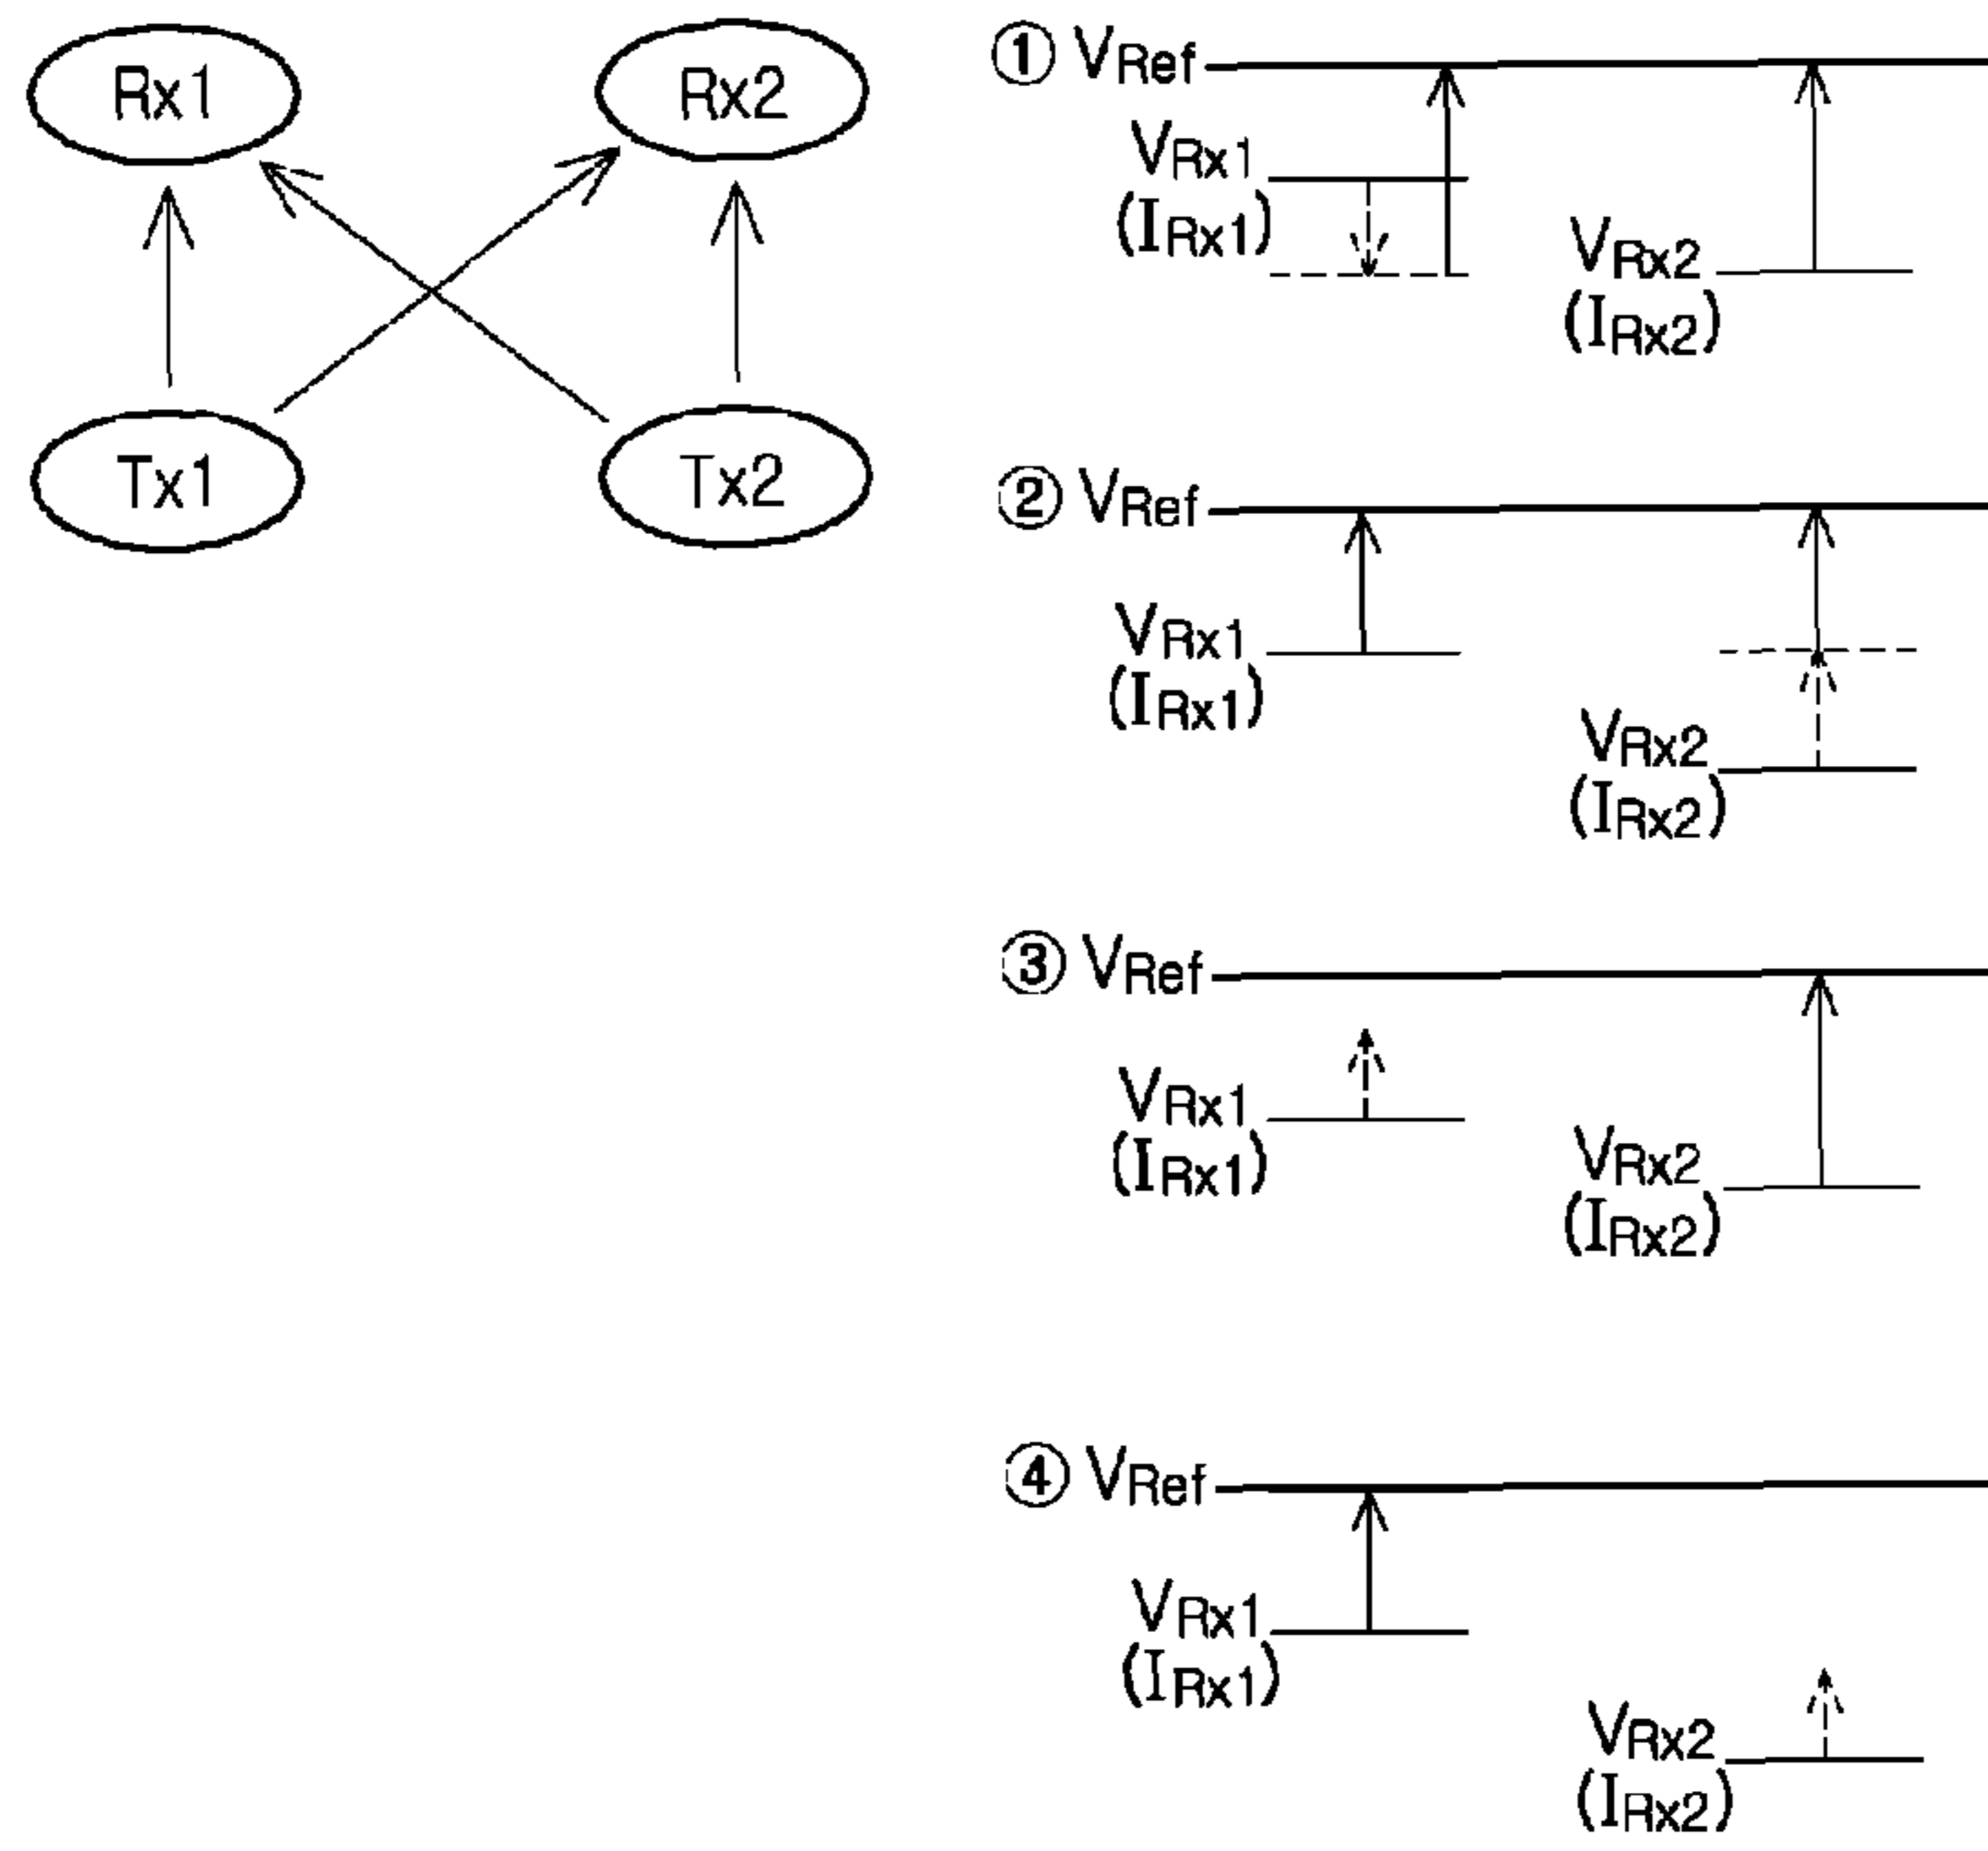 Rx1
Rx2
Tx1
Tx2
① VRef
VRx1
(IRx1)
VRx2
(IRx2)
② VRef
VRx1
(IRx1)
VRx2
(IRx2)
③ VRef
VRx1
(IRx1)
VRx2
(IRx2)
④ VRef
VRx1
(IRx1)
VRx2
(IRx2)